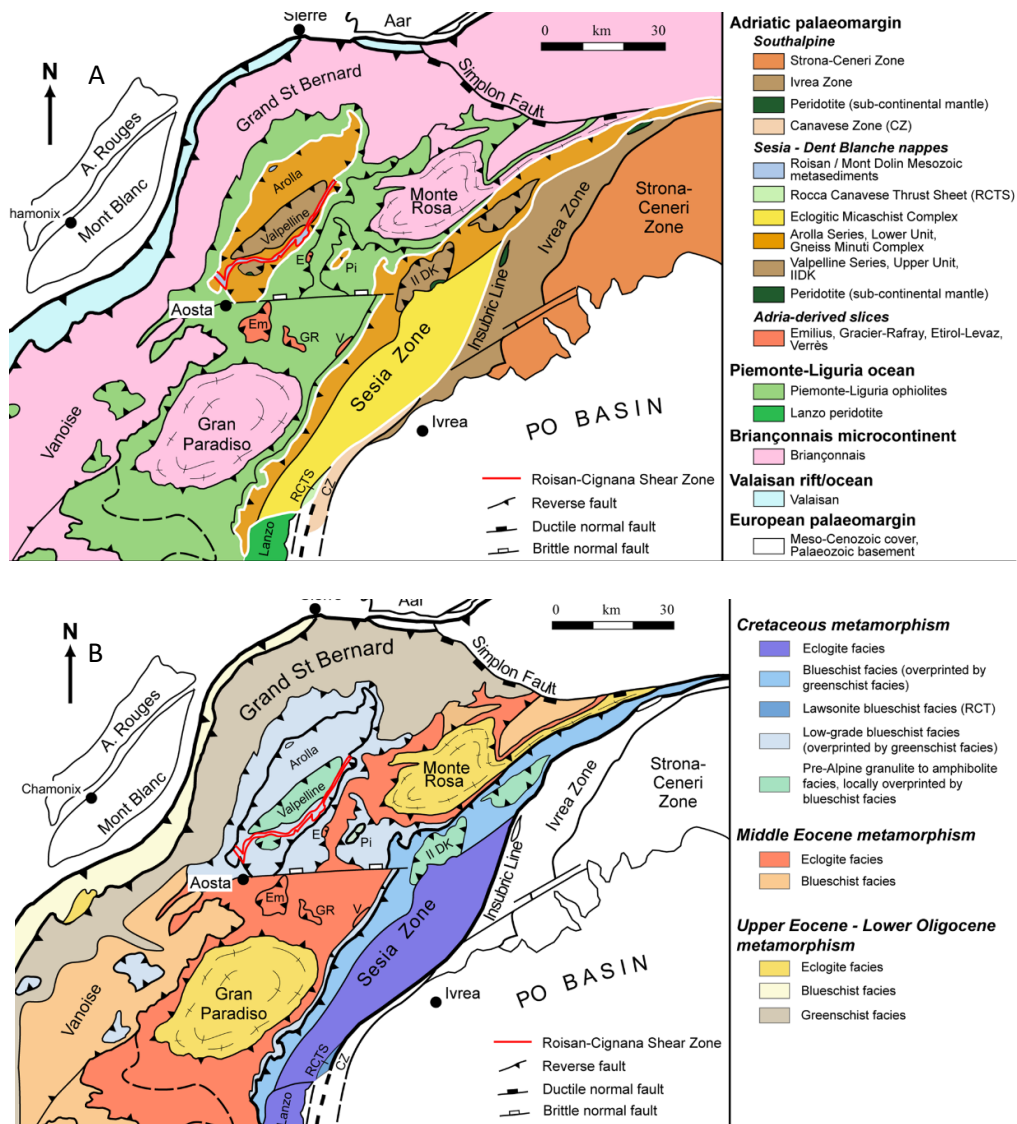 Sierre
Aar
0 30
km
N
A
Grand St Bernard
Simplon Fault
A. Rouges
Mont Blanc
hamonix
Arolla
Valpelline
Monte
Rosa
Strona-
Ceneri
Zone
Ivrea Zone
E
Pi
II DK
Insubric Line
Aosta
Em
GR
V
Sesia Zone
Vanoise
Gran
Paradiso
Ivrea
PO BASIN
RCTS
CZ
Lanzo
Roisan-Cignana Shear Zone
Reverse fault
Ductile normal fault
Brittle normal fault
Adriatic palaeomargin
Southalpine
Strona-Ceneri Zone
Ivrea Zone
Peridotite (sub-continental mantle)
Canavese Zone (CZ)
Sesia - Dent Blanche nappes
Roisan / Mont Dolin Mesozoic
metasediments
Rocca Canavese Thrust Sheet (RCTS)
Eclogitic Micaschist Complex
Arolla Series, Lower Unit,
Gneiss Minuti Complex
Valpelline Series, Upper Unit,
IIDK
Peridotite (sub-continental mantle)
Adria-derived slices
Emilius, Gracier-Rafray, Etirol-Levaz,
Verrès
Piemonte-Liguria ocean
Piemonte-Liguria ophiolites
Lanzo peridotite
Briançonnais microcontinent
Briançonnais
Valaisan rift/ocean
Valaisan
European palaeomargin
Meso-Cenozoic cover,
Palaeozoic basement
Sierre
Aar
0 30
km
N
B
Grand St Bernard
Simplon Fault
A. Rouges
Mont Blanc
Chamonix
Arolla
Valpelline
Monte
Rosa
Strona-
Ceneri
Zone
Ivrea Zone
E
Pi
II DK
Insubric Line
Aosta
Em
GR
V
Sesia Zone
Vanoise
Gran
Paradiso
Ivrea
PO BASIN
RCTS
CZ
Lanzo
Roisan-Cignana Shear Zone
Reverse fault
Ductile normal fault
Brittle normal fault
Cretaceous metamorphism
Eclogite facies
Blueschist facies (overprinted by
greenschist facies)
Lawsonite blueschist facies (RCT)
Low-grade blueschist facies
(overprinted by greenschist facies)
Pre-Alpine granulite to amphibolite
facies, locally overprinted by
blueschist facies
Middle Eocene metamorphism
Eclogite facies
Blueschist facies
Upper Eocene - Lower Oligocene
metamorphism
Eclogite facies
Blueschist facies
Greenschist facies